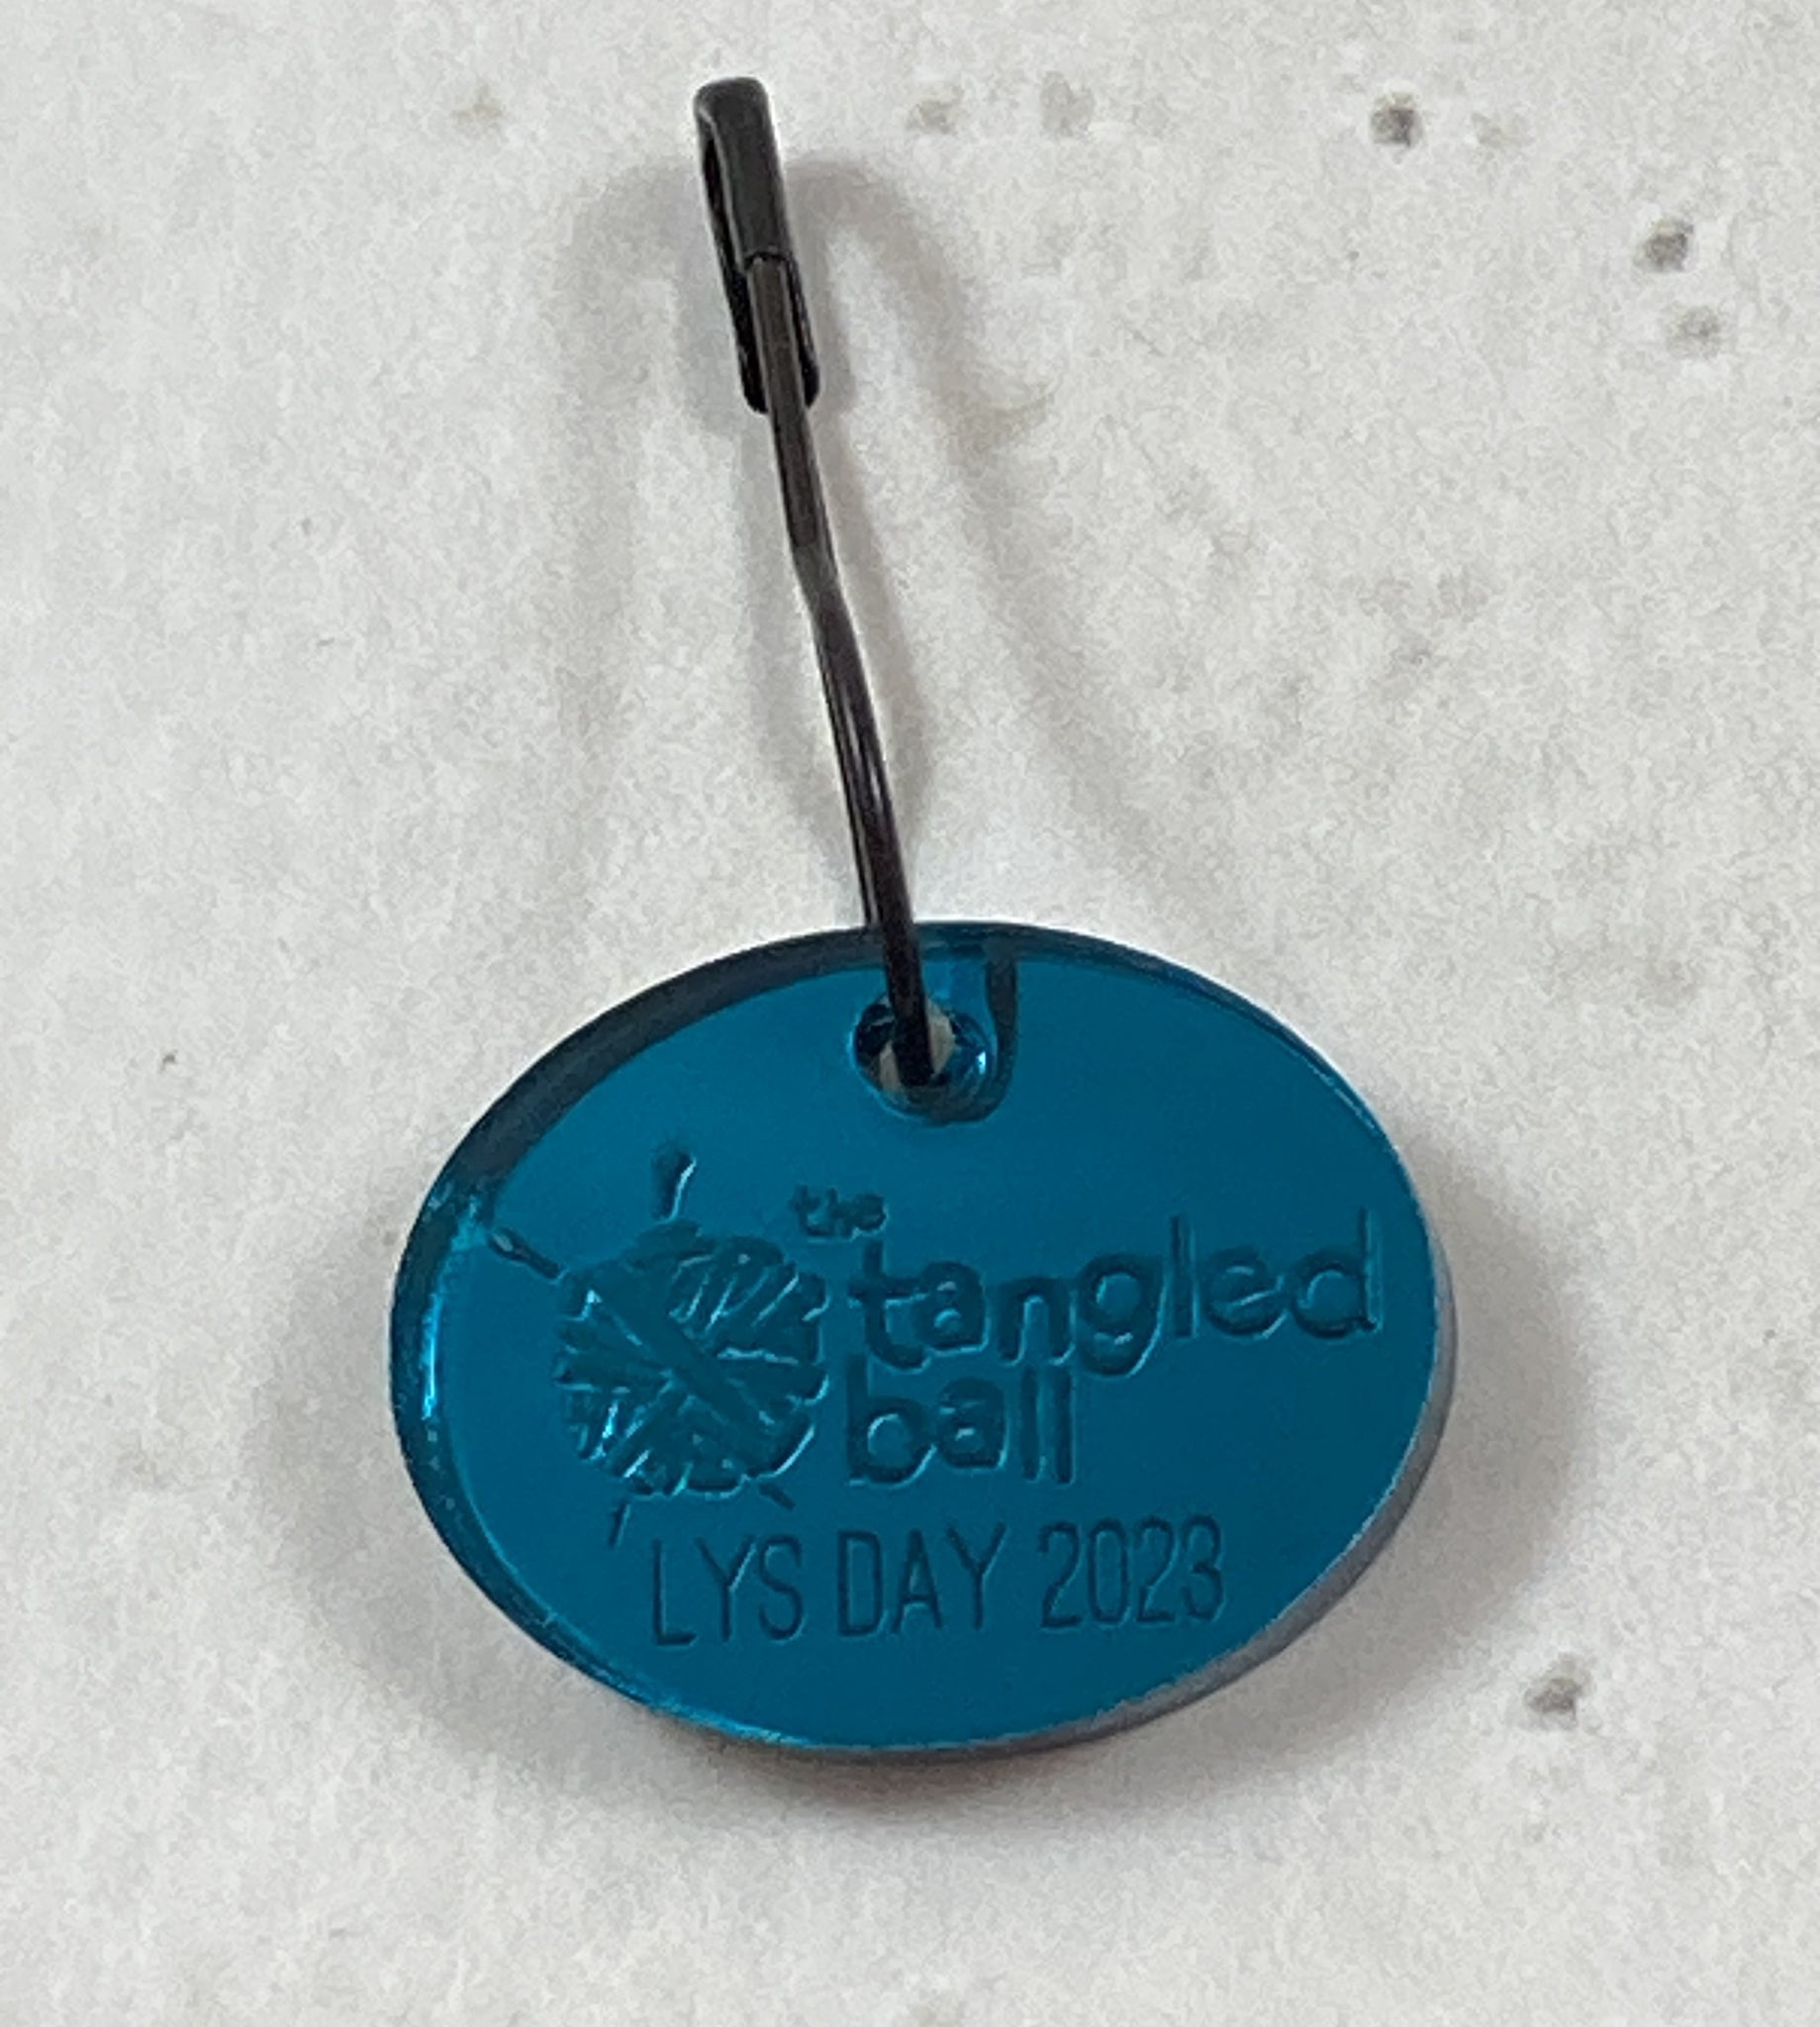 the
tangled
ball
LYS DAY 2023